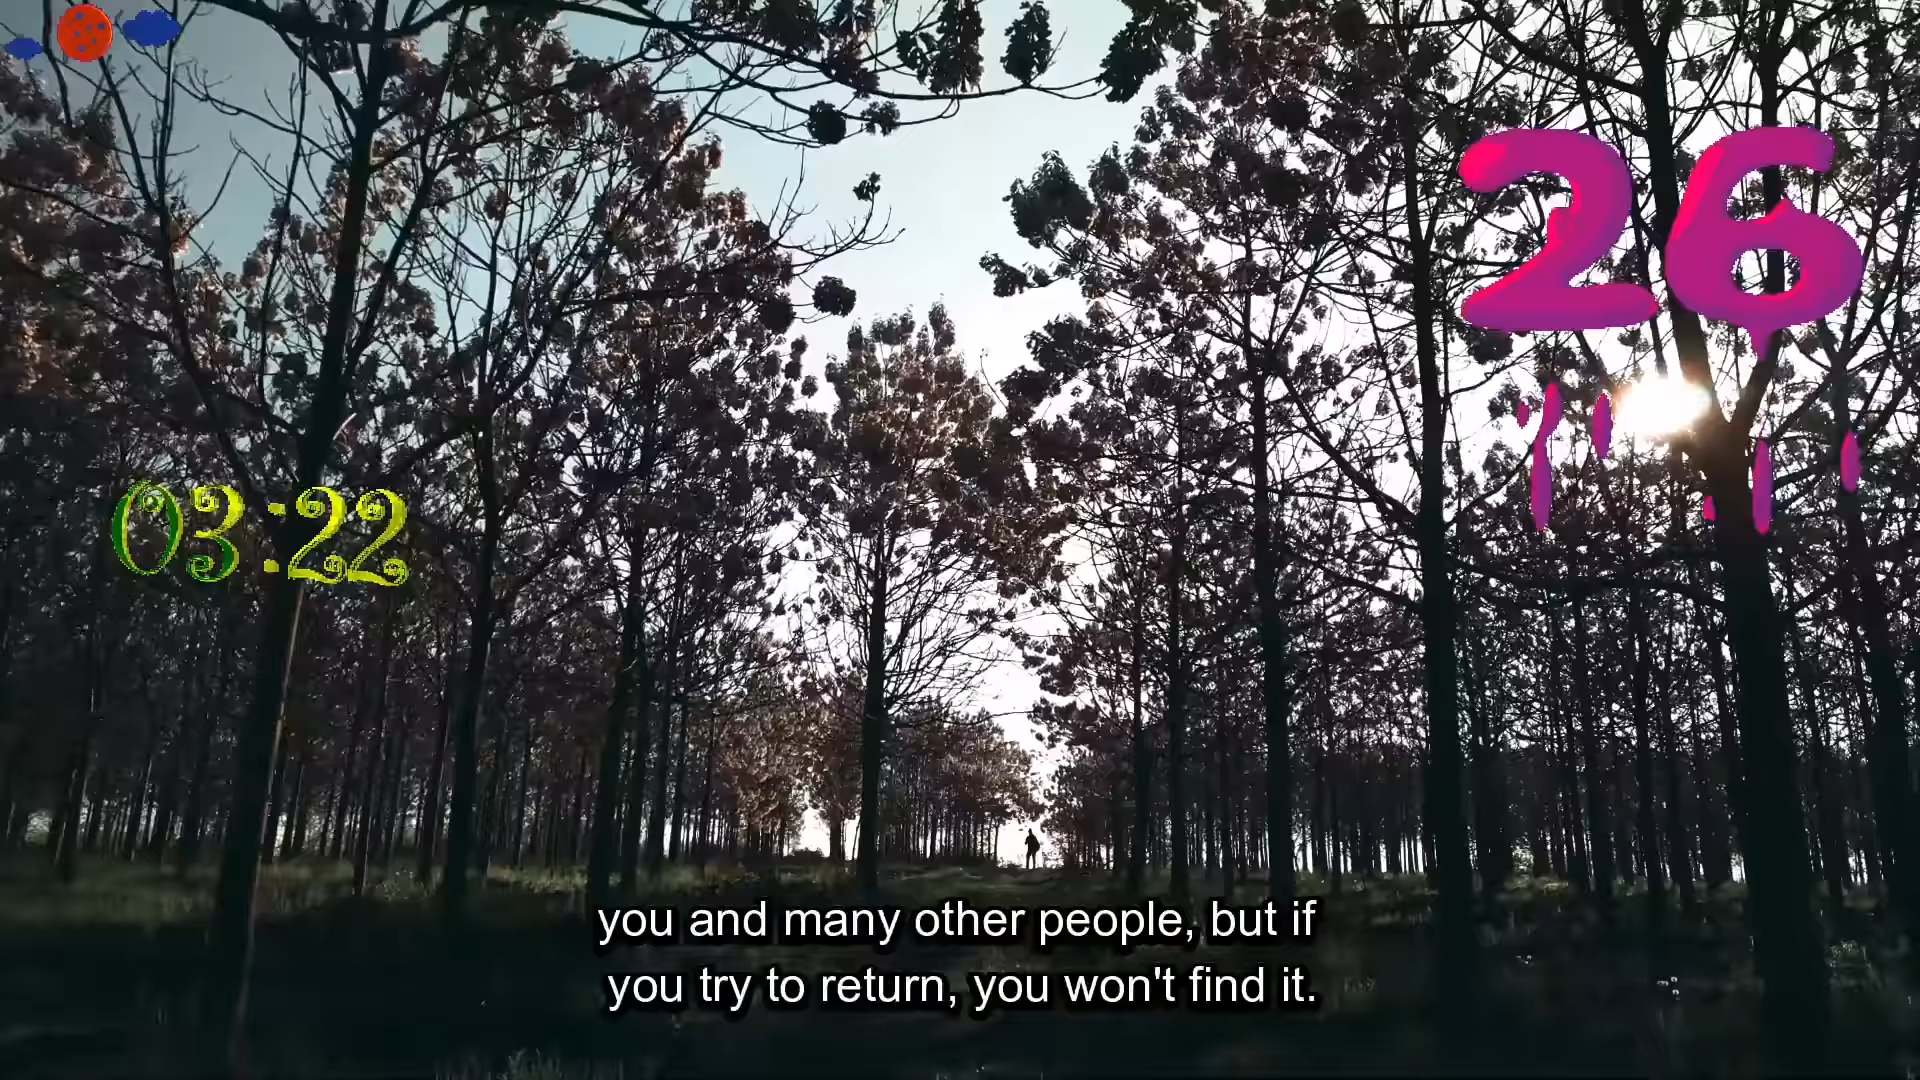 26
03:22
you and many other people, but if
you try to return, you won't find it.